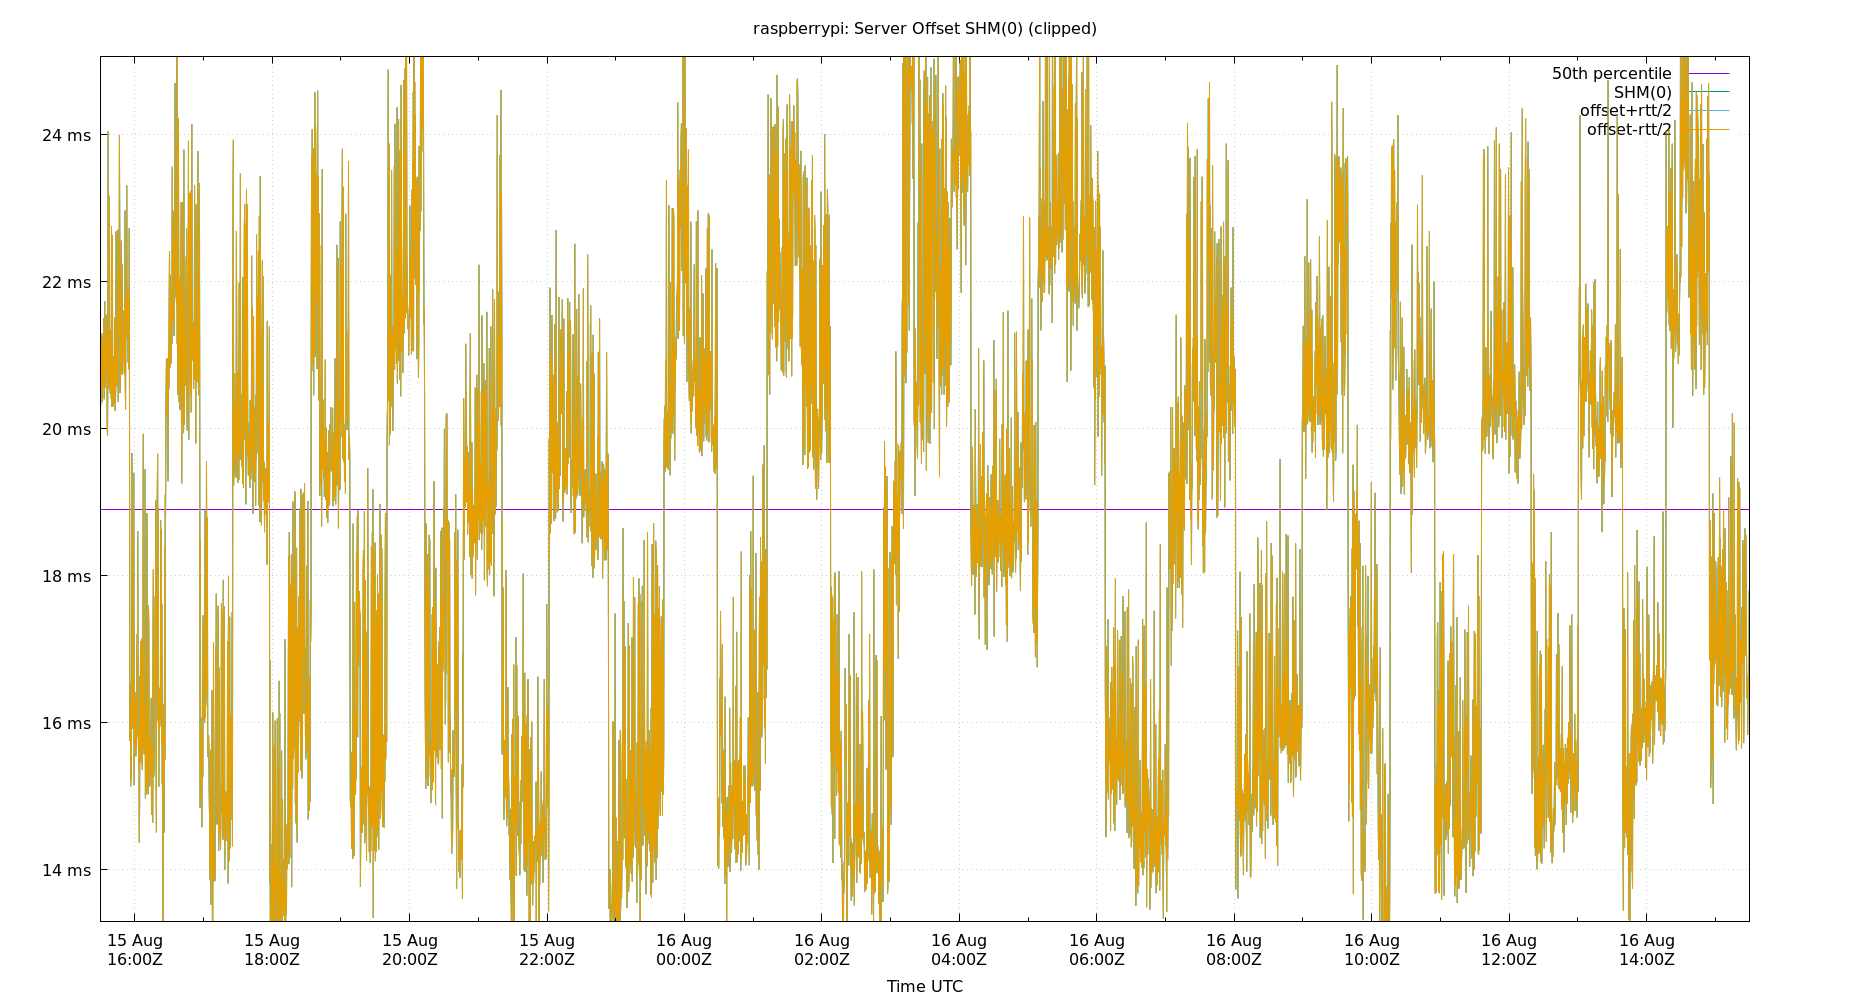 raspberrypi: Server Offset SHM(0) (clipped)
50th percentile
SHM(0)
offset+rtt/2
offset-rtt/2
24 ms
22 ms
20 ms
18 ms
16 ms
14 ms
15 Aug 15 Aug 15 Aug 15 Aug 16 Aug 16 Aug 16 Aug 16 Aug 16 Aug 16 Aug 16 Aug 16 Aug
16:00Z 18:00Z 20:00Z 22:00Z 00:00Z 02:00Z 04:00Z 06:00Z 08:00Z 10:00Z 12:00Z 14:00Z
Time UTC